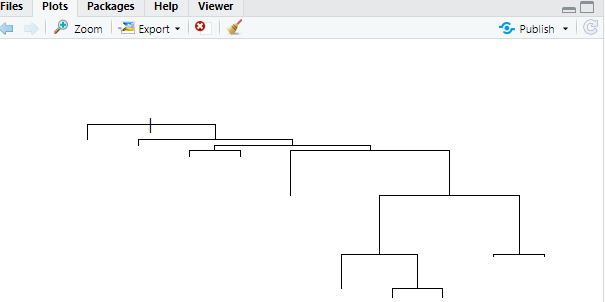 Files Plots Packages Help Viewer
Zoom Export Publish